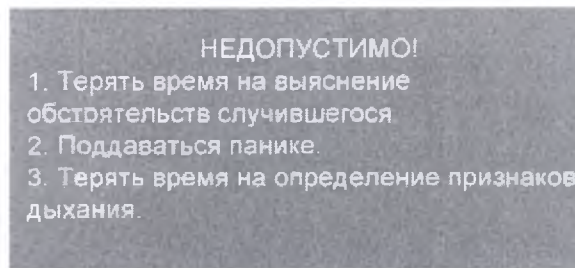 НЕДОПУСТИМО!
1. Терять время на выяснение
обстоятельств случившегося.
2. Поддаваться панике.
3. Терять время на определение признаков
дыхания.